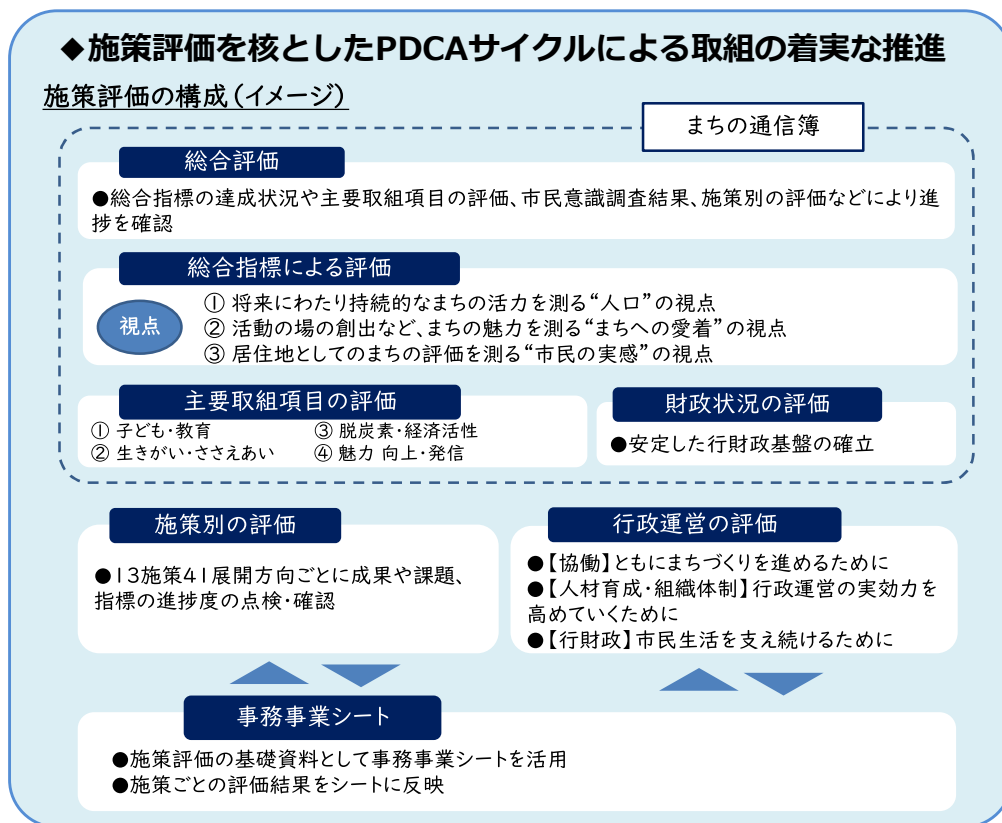 ◆施策評価を核としたPDCAサイクルによる取組の着実な推進
施策評価の構成(イメージ)
まちの通信簿
総合評価
●総合指標の達成状況や主要取組項目の評価、市民意識調査結果、施策別の評価などにより進
捗を確認
総合指標による評価
視点
① 将来にわたり持続的なまちの活力を測る“人口”の視点
② 活動の場の創出など、まちの魅力を測る“まちへの愛着”の視点
③ 居住地としてのまちの評価を測る“市民の実感”の視点
主要取組項目の評価
① 子ども・教育
② 生きがい・ささえあい
③ 脱炭素・経済活性
④ 魅力 向上・発信
財政状況の評価
●安定した行財政基盤の確立
施策別の評価
●13施策41展開方向ごとに成果や課題、
指標の進捗度の点検・確認
行政運営の評価
●【協働】ともにまちづくりを進めるために
●【人材育成・組織体制】行政運営の実効力を
高めていくために
●【行財政】市民生活を支え続けるために
事務事業シート
●施策評価の基礎資料として事務事業シートを活用
●施策ごとの評価結果をシートに反映